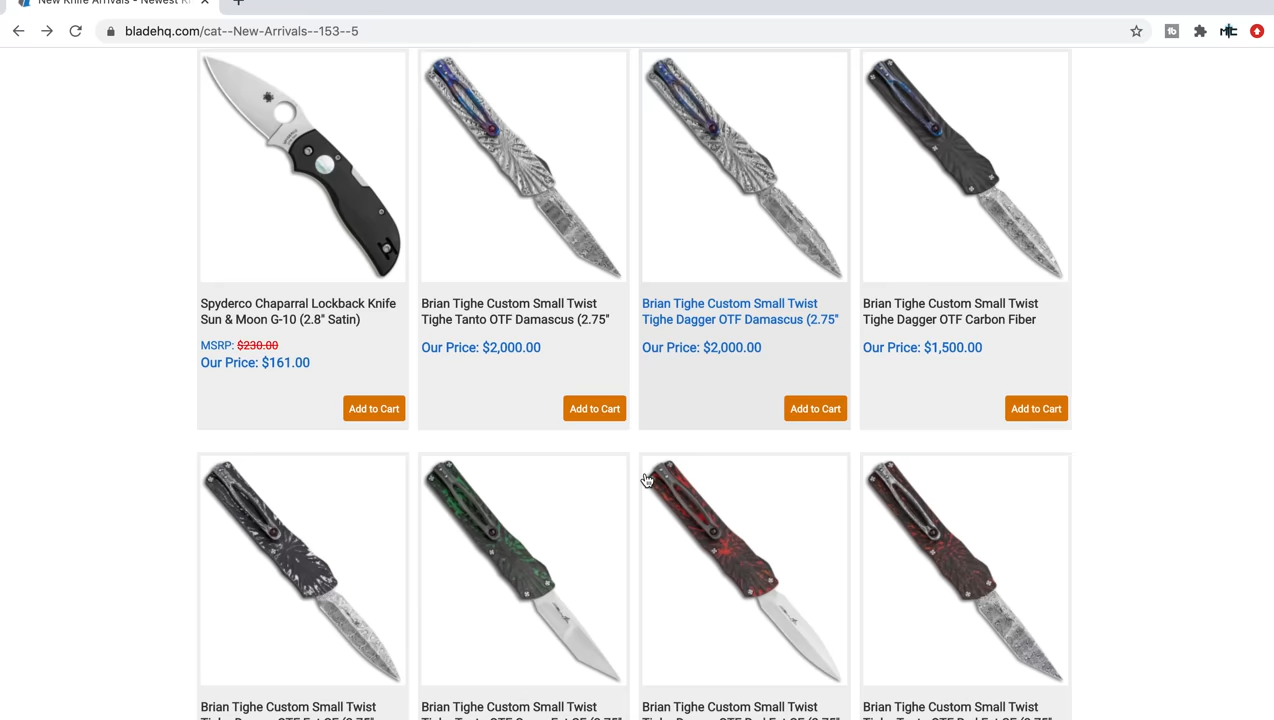 New Knife Arrivals - Newest Kn
bladehq.com/cat--New-Arrivals--153--5
Spyderco Chaparral Lockback Knife
Sun & Moon G-10 (2.8" Satin)
MSRP: $230.00
Our Price: $161.00
Add to Cart
Brian Tighe Custom Small Twist
Tighe Tanto OTF Damascus (2.75"
Our Price: $2,000.00
Add to Cart
Brian Tighe Custom Small Twist
Tighe Dagger OTF Damascus (2.75"
Our Price: $2,000.00
Add to Cart
Brian Tighe Custom Small Twist
Tighe Dagger OTF Carbon Fiber
Our Price: $1,500.00
Add to Cart
Brian Tighe Custom Small Twist
Brian Tighe Custom Small Twist
Brian Tighe Custom Small Twist
Brian Tighe Custom Small Twist